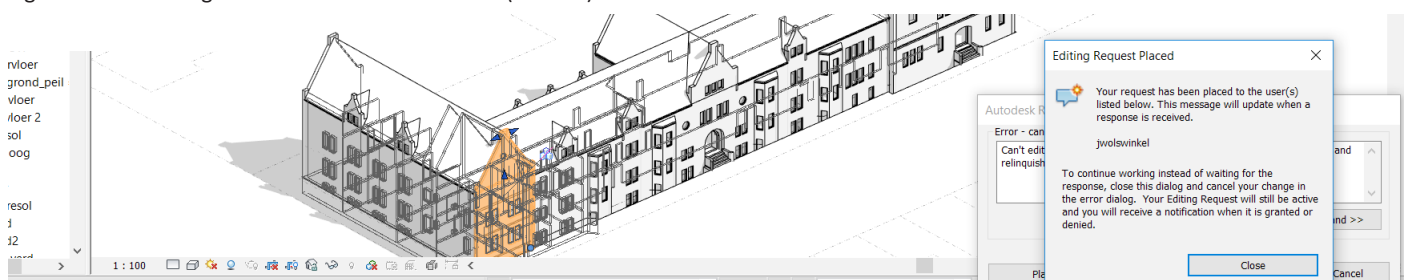 rvloer
grond_peil
vloer
vloer 2
sol
oog
resol
d
d2
1 : 100
Autodesk R
Error - can
Can't edit
relinquish
and
nd >>
Pla
Cancel
Editing Request Placed
Your request has been placed to the user(s)
listed below. This message will update when a
response is received.
jwolswinkel
To continue working instead of waiting for the
response, close this dialog and cancel your change in
the error dialog. Your Editing Request will still be active
and you will receive a notification when it is granted or
denied.
Close